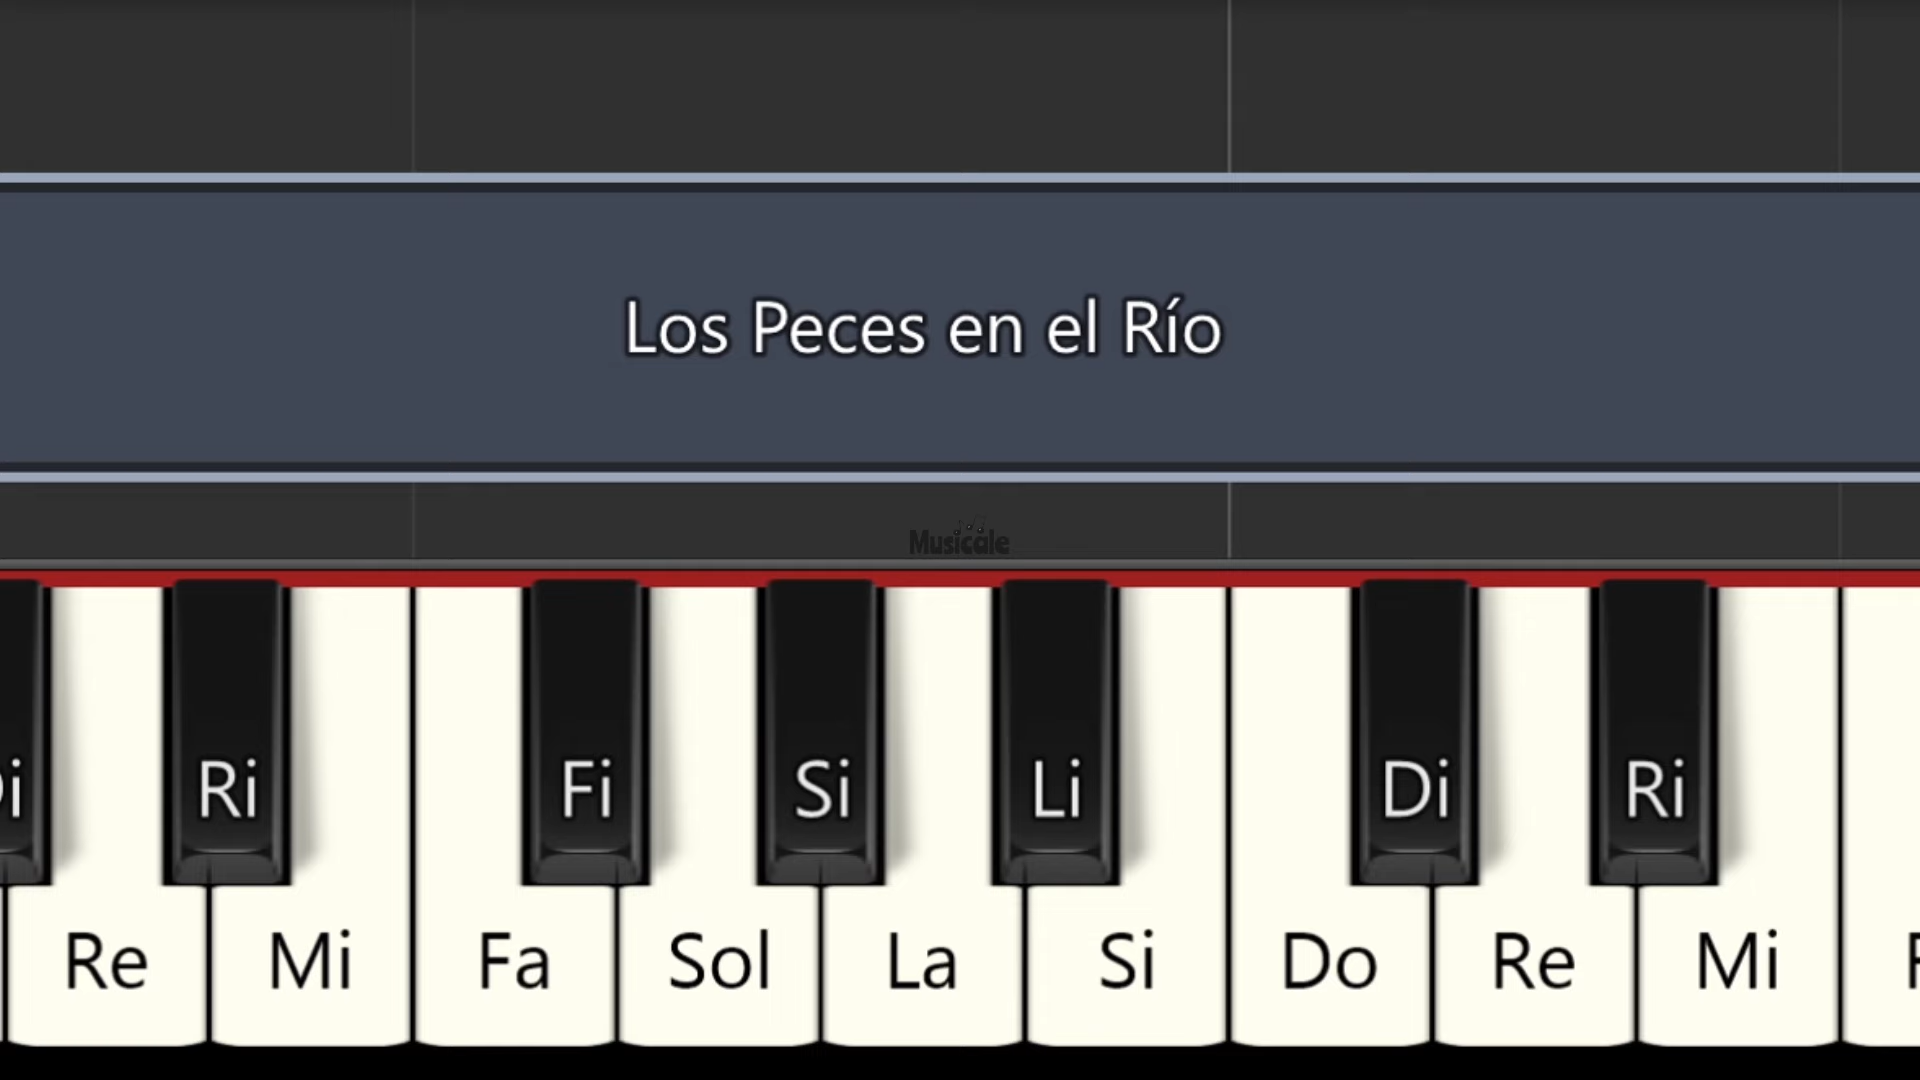 Los Peces en el Río
Musicale
Ri Fi Si Li Di Ri
Re Mi Fa Sol La Si Do Re Mi